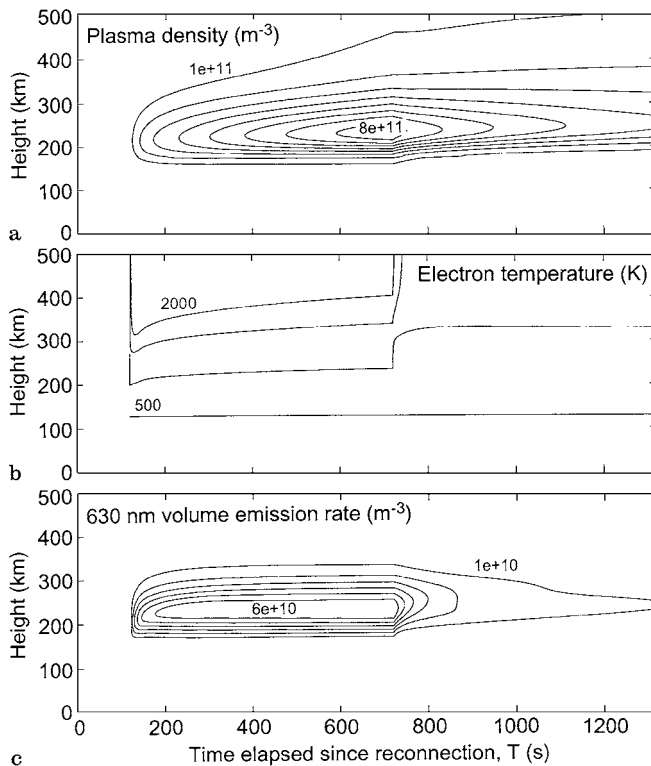 500
Plasma density (m-3)
400
1e+11
300
200
8e+11
100
0
Height (km)
a
500
Electron temperature (K)
400
2000
300
200
500
100
0
Height (km)
b
500
630 nm volume emission rate (m-3)
400
300
1e+10
200
6e+10
100
0
Height (km)
0 200 400 600 800 1000 1200
Time elapsed since reconnection, T (s)
c